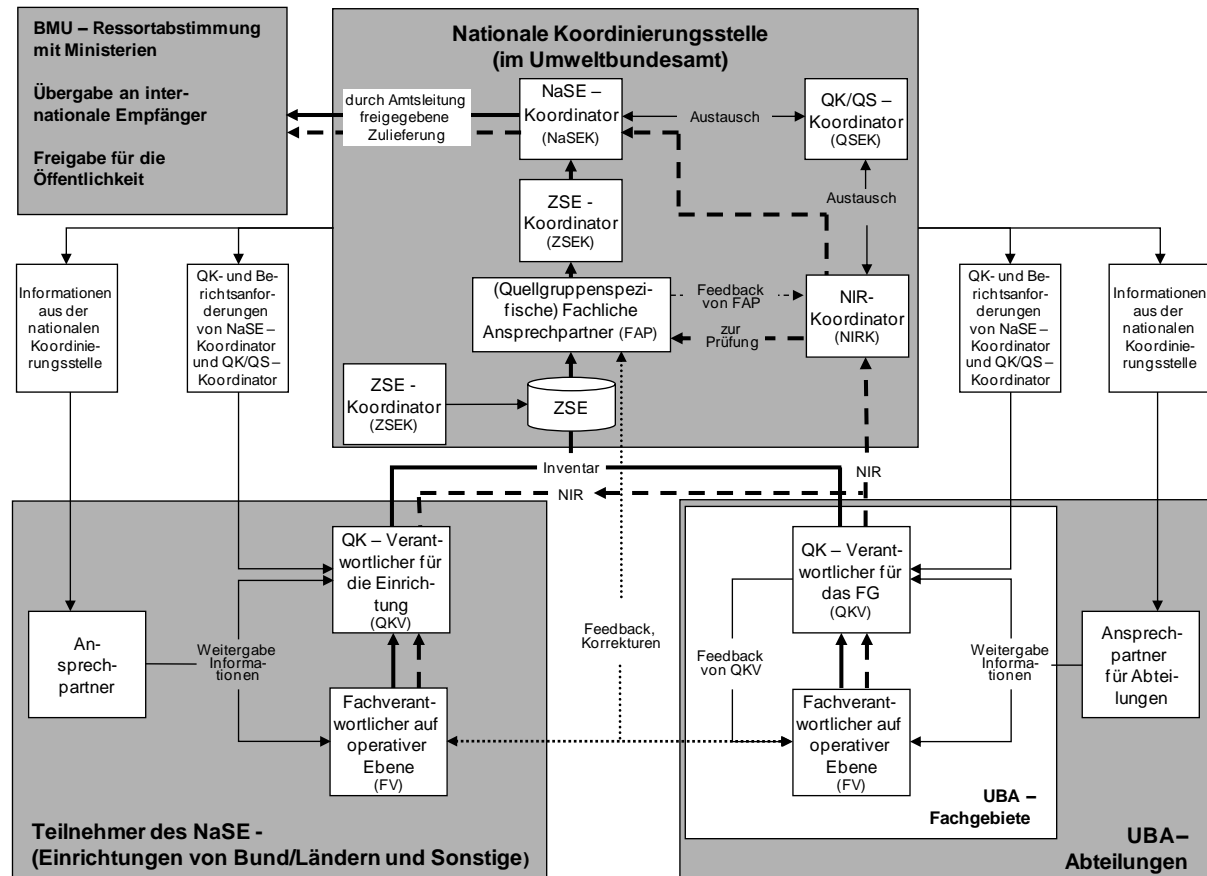 BMU – Ressortabstimmung
mit Ministerien
Übergabe an inter-
nationale Empfänger
Freigabe für die
Öffentlichkeit
Nationale Koordinierungsstelle
(im Umweltbundesamt)
durch Amtsleitung
freigegebene
Zulieferung
NaSE –
Koordinator
(NaSEK)
Austausch
QK/QS –
Koordinator
(QSEK)
ZSE -
Koordinator
(ZSEK)
Austausch
(Quellgruppenspezi-
fische) Fachliche
Ansprechpartner (FAP)
Feedback
von FAP
zur
Prüfung
NIR-
Koordinator
(NIRK)
ZSE -
Koordinator
(ZSEK)
ZSE
Informationen
aus der
nationalen
Koordinie-
rungsstelle
QK- und Be-
richtsanfor-
derungen
von NaSE –
Koordinator
und QK/QS –
Koordinator
QK- und Be-
richtsanfor-
derungen
von NaSE –
Koordinator
und QK/QS –
Koordinator
Informationen
aus der
nationalen
Koordinie-
rungsstelle
Inventar
NIR
NIR
QK – Verant-
wortlicher für
die Einrich-
tung
(QKV)
An-
sprech-
partner
Weitergabe
Informa-
tionen
Fachverant-
wortlicher auf
operativer
Ebene
(FV)
Teilnehmer des NaSE -
(Einrichtungen von Bund/Ländern und Sonstige)
Feedback,
Korrekturen
QK – Verant-
wortlicher für
das FG
(QKV)
Feedback
von QKV
Weitergabe
Informa-
tionen
Ansprech-
partner
für Abtei-
lungen
Fachverant-
wortlicher auf
operativer
Ebene
(FV)
UBA –
Fachgebiete
UBA–
Abteilungen